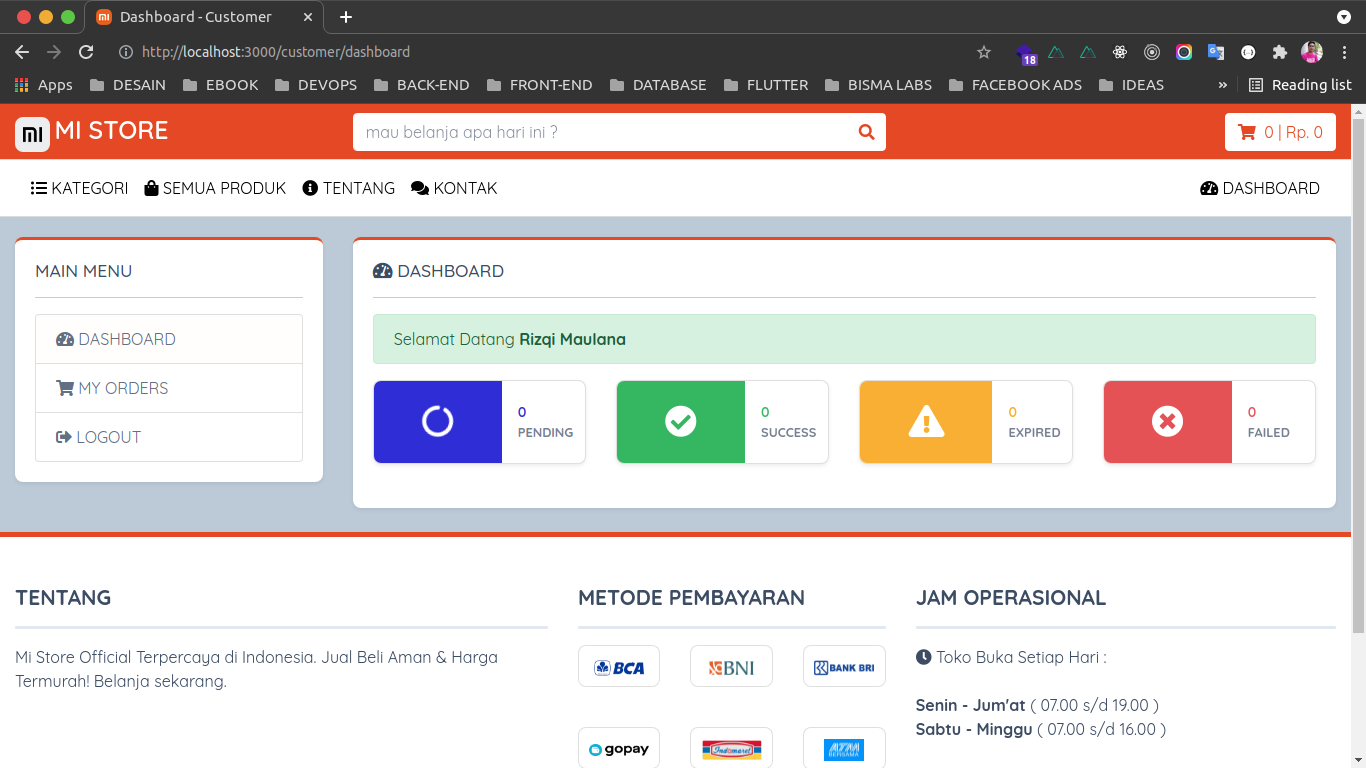 Dashboard - Customer
http://localhost:3000/customer/dashboard
18
Apps DESAIN EBOOK DEVOPS BACK-END FRONT-END DATABASE FLUTTER BISMA LABS FACEBOOK ADS IDEAS » Reading list
MI STORE
mau belanja apa hari ini ?
0 | Rp. 0
KATEGORI SEMUA PRODUK TENTANG KONTAK DASHBOARD
MAIN MENU
DASHBOARD
MY ORDERS
LOGOUT
DASHBOARD
Selamat Datang Rizqi Maulana
0
PENDING
0
SUCCESS
0
EXPIRED
0
FAILED
TENTANG
Mi Store Official Terpercaya di Indonesia. Jual Beli Aman & Harga
Termurah! Belanja sekarang.
METODE PEMBAYARAN
BCA BNI BANK BRI
gopay Indomaret ATM
BERSAMA
JAM OPERASIONAL
Toko Buka Setiap Hari :
Senin - Jum'at ( 07.00 s/d 19.00 )
Sabtu - Minggu ( 07.00 s/d 16.00 )